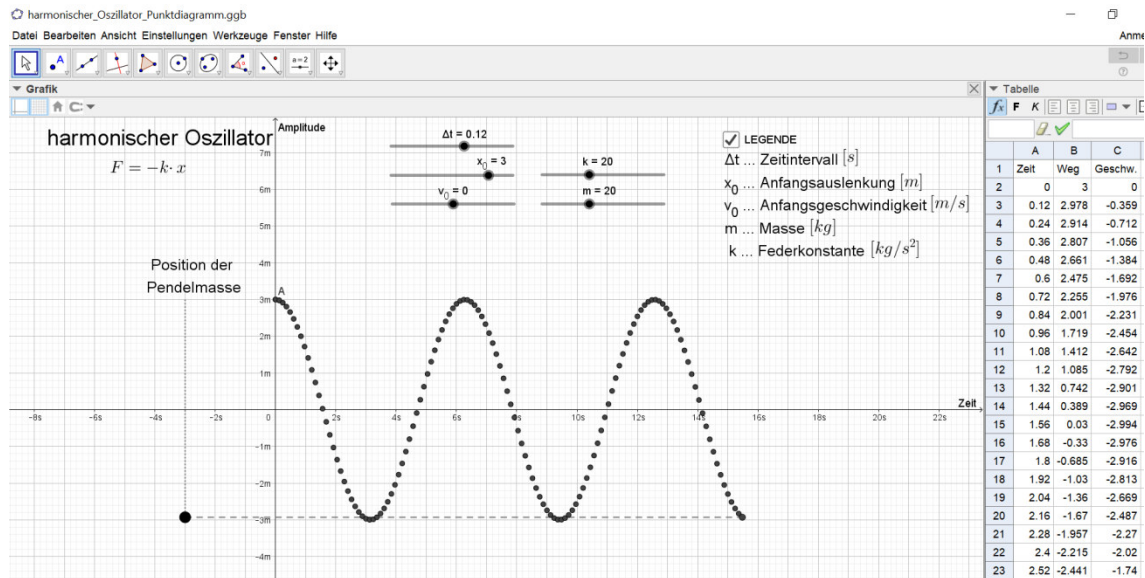 harmonischer_Oszillator_Punktdiagramm.ggb
Datei Bearbeiten Ansicht Einstellungen Werkzeuge Fenster Hilfe
Anme
A
a=2
Grafik
Tabelle
fx F K
harmonischer Oszillator
F = −k· x
Amplitude
Δt = 0.12
x₀ = 3
k = 20
v₀ = 0
m = 20
LEGENDE
Δt ... Zeitintervall [s]
x₀ ... Anfangsauslenkung [m]
v₀ ... Anfangsgeschwindigkeit [m/s]
m ... Masse [kg]
k ... Federkonstante [kg/s²]
Position der
Pendelmasse
A
7m
6m
5m
4m
3m
2m
1m
−1m
−2m
−3m
−4m
−8s −6s −4s −2s 0 2s 4s 6s 8s 10s 12s 14s 16s 18s 20s 22s
Zeit
A B C
1 Zeit Weg Geschw.
2 0 3 0
3 0.12 2.978 -0.359
4 0.24 2.914 -0.712
5 0.36 2.807 -1.056
6 0.48 2.661 -1.384
7 0.6 2.475 -1.692
8 0.72 2.255 -1.976
9 0.84 2.001 -2.231
10 0.96 1.719 -2.454
11 1.08 1.412 -2.642
12 1.2 1.085 -2.792
13 1.32 0.742 -2.901
14 1.44 0.389 -2.969
15 1.56 0.03 -2.994
16 1.68 -0.33 -2.976
17 1.8 -0.685 -2.916
18 1.92 -1.03 -2.813
19 2.04 -1.36 -2.669
20 2.16 -1.67 -2.487
21 2.28 -1.957 -2.27
22 2.4 -2.215 -2.02
23 2.52 -2.441 -1.74